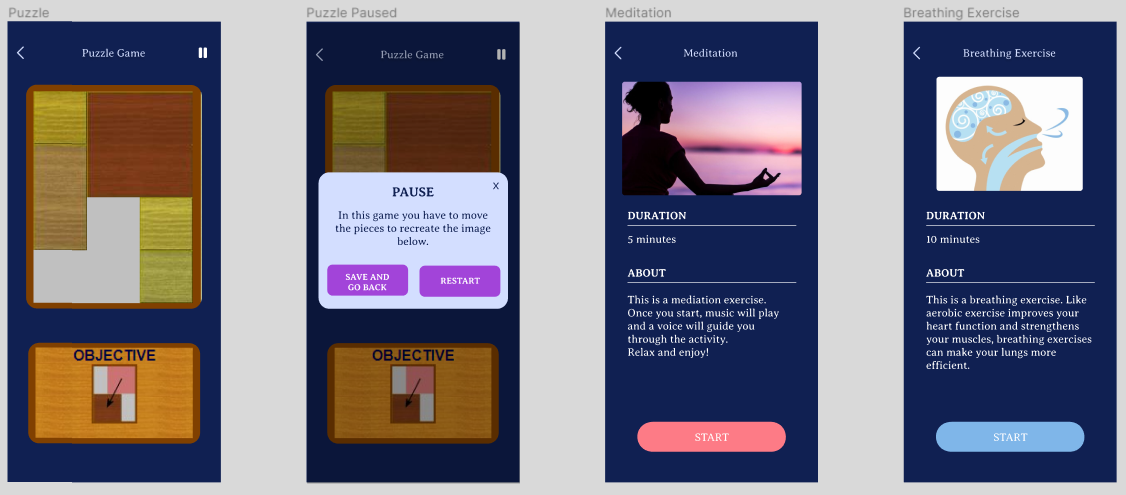 Puzzle
Puzzle Game
OBJECTIVE
Puzzle Paused
Puzzle Game
PAUSE
X
In this game you have to move
the pieces to recreate the image
below.
SAVE AND
GO BACK
RESTART
OBJECTIVE
Meditation
Meditation
DURATION
5 minutes
ABOUT
This is a mediation exercise.
Once you start, music will play
and a voice will guide you
through the activity.
Relax and enjoy!
START
Breathing Exercise
Breathing Exercise
DURATION
10 minutes
ABOUT
This is a breathing exercise. Like
aerobic exercise improves your
heart function and strengthens
your muscles, breathing exercises
can make your lungs more
efficient.
START